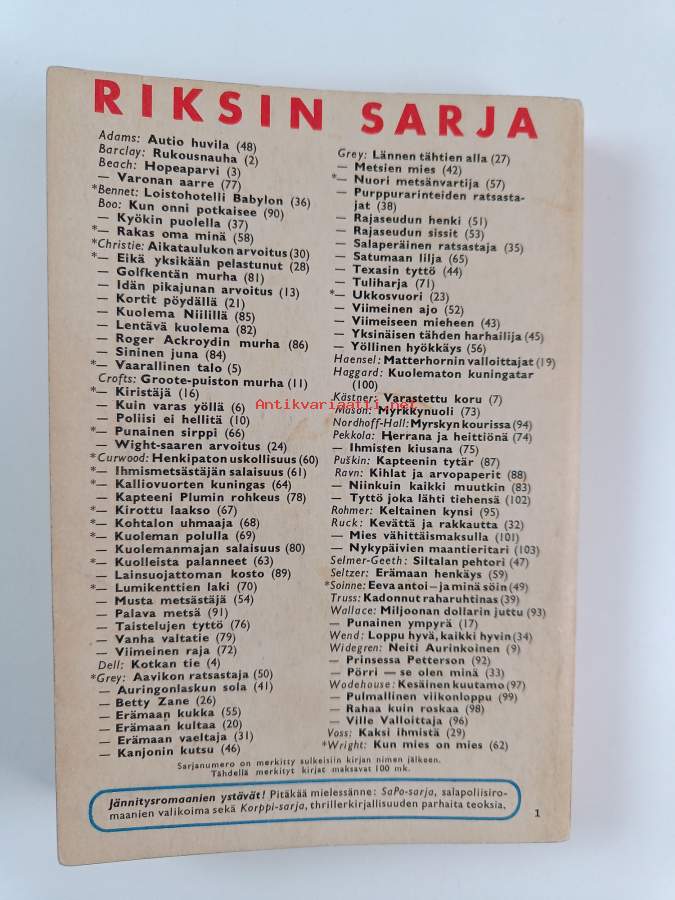 RIKSIN SARJA
Adams: Autio huvila (48)
Barclay: Rukousnauha (2)
Beach: Hopeaparvi (3)
— Varonan aarre (77)
*Bennet: Loistohotelli Babylon (36)
Boo: Kun onni potkaisee (90)
— Kyökin puolella (37)
*— Rakas oma minä (58)
*Christie: Aikataulukon arvoitus (30)
*— Eikä yksikään pelastunut (28)
— Golfkentän murha (81)
— Idän pikajunan arvoitus (13)
— Kortit pöydällä (21)
— Kuolema Niilillä (85)
— Lentävä kuolema (82)
— Roger Ackroydin murha (86)
— Sininen juna (84)
*— Vaarallinen talo (5)
Crofts: Groote-puiston murha (11)
*— Kiristäjä (16)
— Kuin varas yöllä (6)
— Poliisi ei hellitä (10)
*— Punainen sirppi (66)
— Wight-saaren arvoitus (24)
*Curwood: Henkipaton uskollisuus (60)
*— Ihmismetsästäjän salaisuus (61)
*— Kalliovuorten kuningas (64)
— Kapteeni Plumin rohkeus (78)
*— Kirottu laakso (67)
*— Kohtalon uhmaaja (68)
*— Kuoleman polulla (69)
— Kuolemanmajan salaisuus (80)
*— Kuolleista palanneet (63)
— Lainsuojattoman kosto (89)
*— Lumikenttien laki (70)
— Musta metsästäjä (54)
— Palava metsä (91)
— Taistelujen tyttö (76)
— Vanha valtatie (79)
— Viimeinen raja (72)
Dell: Kotkan tie (4)
*Grey: Aavikon ratsastaja (50)
— Auringonlaskun sola (41)
— Betty Zane (26)
— Erämaan kukka (55)
— Erämaan kultaa (20)
— Erämaan vaeltaja (31)
— Kanjonin kutsu (46)
Grey: Lännen tähtien alla (27)
— Metsien mies (42)
*— Nuori metsänvartija (57)
— Purppurarinteiden ratsasta-
jat (38)
— Rajaseudun henki (51)
— Rajaseudun sissit (53)
— Salaperäinen ratsastaja (35)
— Satumaan lilja (65)
— Texasin tyttö (44)
— Tuliharja (71)
*— Ukkosvuori (23)
— Viimeinen ajo (52)
— Viimeiseen mieheen (43)
— Yksinäisen tähden harhailija (45)
— Yöllinen hyökkäys (56)
Haensel: Matterhornin valloittajat (19)
Haggard: Kuolematon kuningatar
(100)
Kästner: Varastettu koru (7)
Mason: Myrkkynuoli (73)
Nordhoff-Hall: Myrskyn kourissa (94)
Pekkola: Herrana ja heittiönä (74)
— Ihmisten kiusana (75)
Puškin: Kapteenin tytär (87)
Ravn: Kihlat ja arvopaperit (88)
— Niinkuin kaikki muutkin (83)
— Tyttö joka lähti tiehensä (102)
Rohmer: Keltainen kynsi (95)
Ruck: Kevättä ja rakkautta (32)
— Mies vähittäismaksulla (101)
— Nykypäivien maantieritari (103)
Selmer-Geeth: Siltalan pehtori (47)
Seltzer: Erämaan henkäys (59)
*Soinne: Eeva antoi — ja minä söin (49)
Truss: Kadonnut raharuhtinas (39)
Wallace: Miljoonan dollarin juttu (93)
— Punainen ympyrä (17)
Wend: Loppu hyvä, kaikki hyvin (34)
Widegren: Neiti Aurinkoinen (9)
— Prinsessa Petterson (92)
— Pörri — se olen minä (33)
Wodehouse: Kesäinen kuutamo (97)
— Pulmallinen viikonloppu (99)
— Rahaa kuin roskaa (98)
— Ville Valloittaja (96)
Voss: Kaksi ihmistä (29)
*Wright: Kun mies on mies (62)
Sarjanumero on merkitty sulkeisiin kirjan nimen jälkeen.
Tähdellä merkityt kirjat maksavat 100 mk.
Jännitysromaanien ystävät! Pitäkää mielessänne: SaPo-sarja, salapoliisiro-
maanien valikoima sekä Korppi-sarja, thrillerkirjallisuuden parhaita teoksia.
1
Antikvariaatti.net